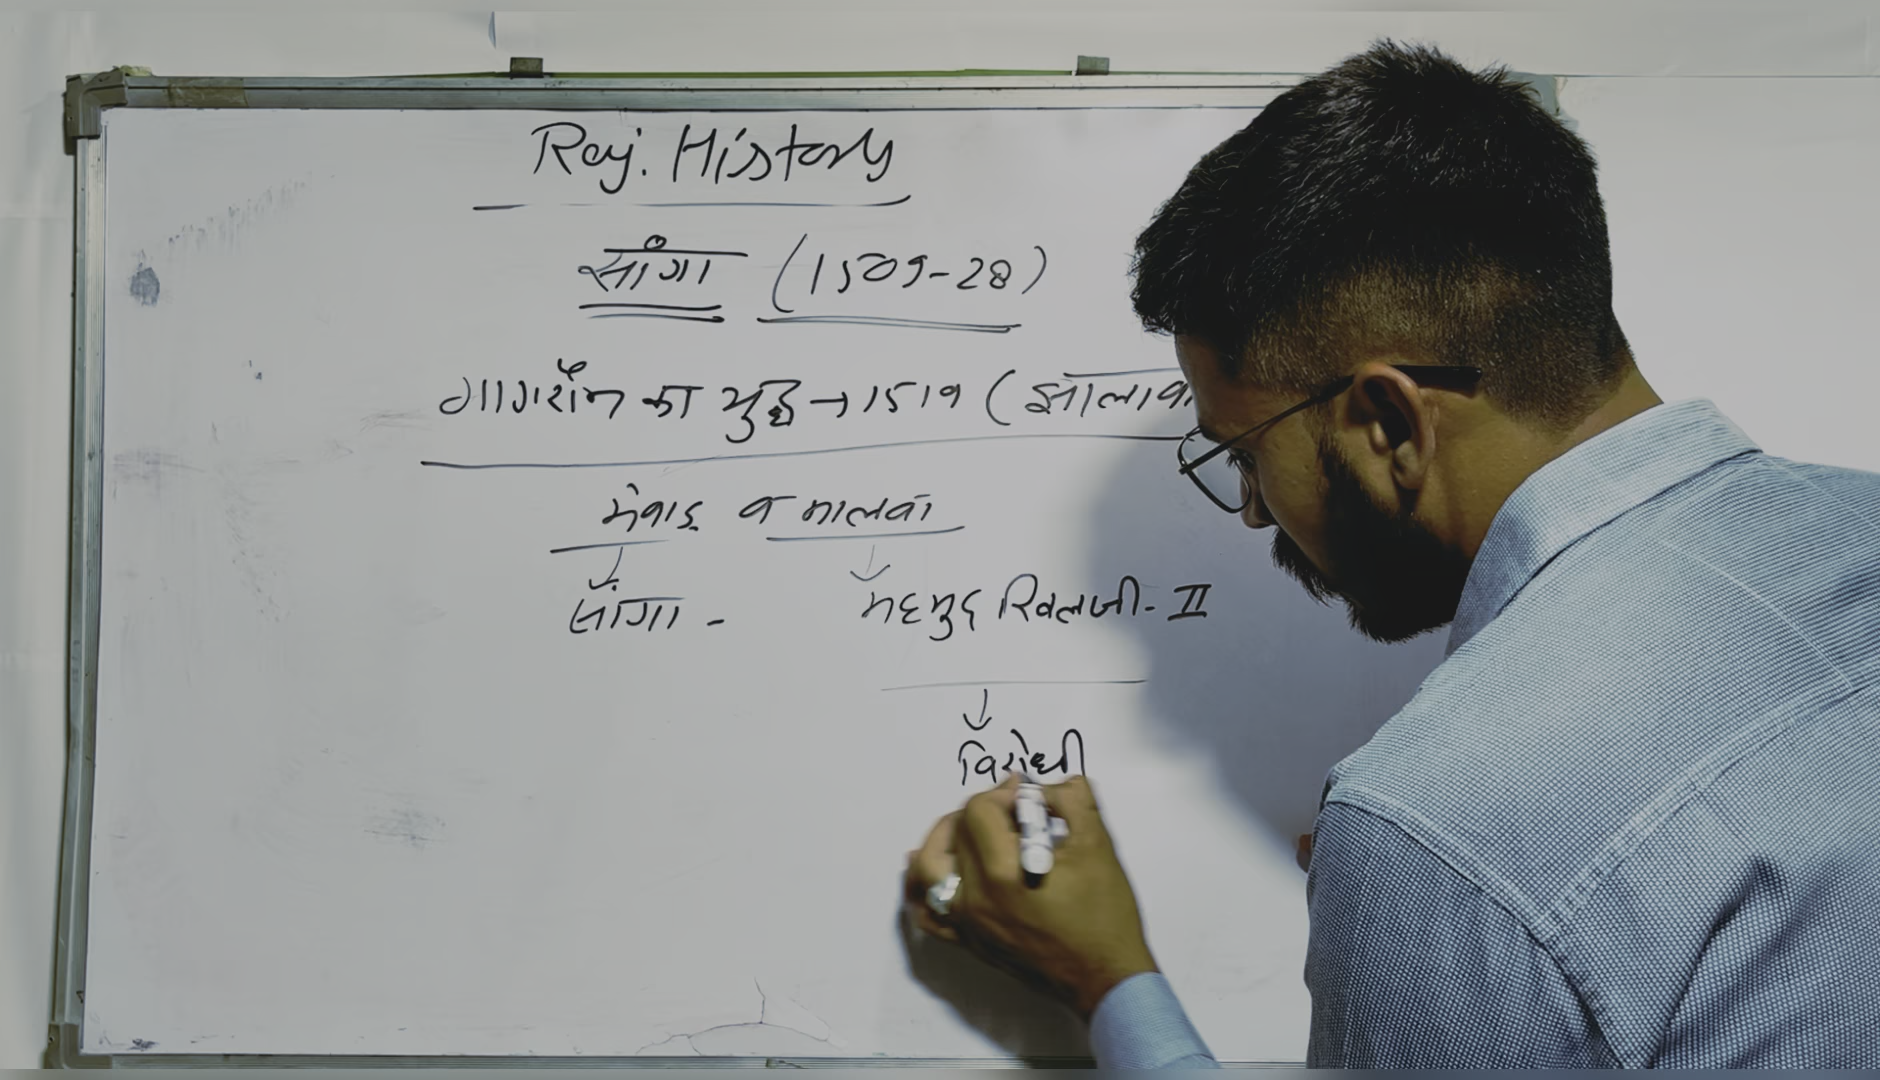 Raj. History
सांगा (1509-28)
गागरोन का युद्ध → 1519 (झालावा
मेवाड़ व मालवा
सांगा - महमुद खिलजी - II
विरोधी